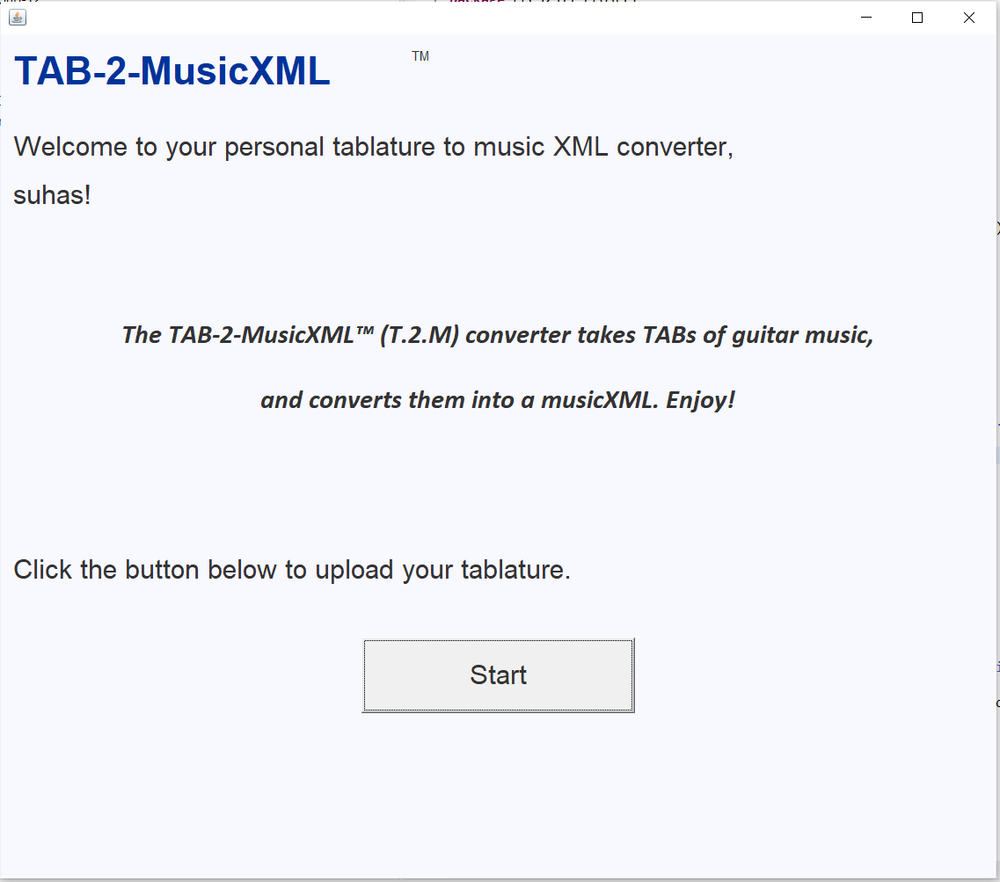 TAB-2-MusicXML TM
Welcome to your personal tablature to music XML converter,
suhas!
The TAB-2-MusicXML™ (T.2.M) converter takes TABs of guitar music,
and converts them into a musicXML. Enjoy!
Click the button below to upload your tablature.
Start